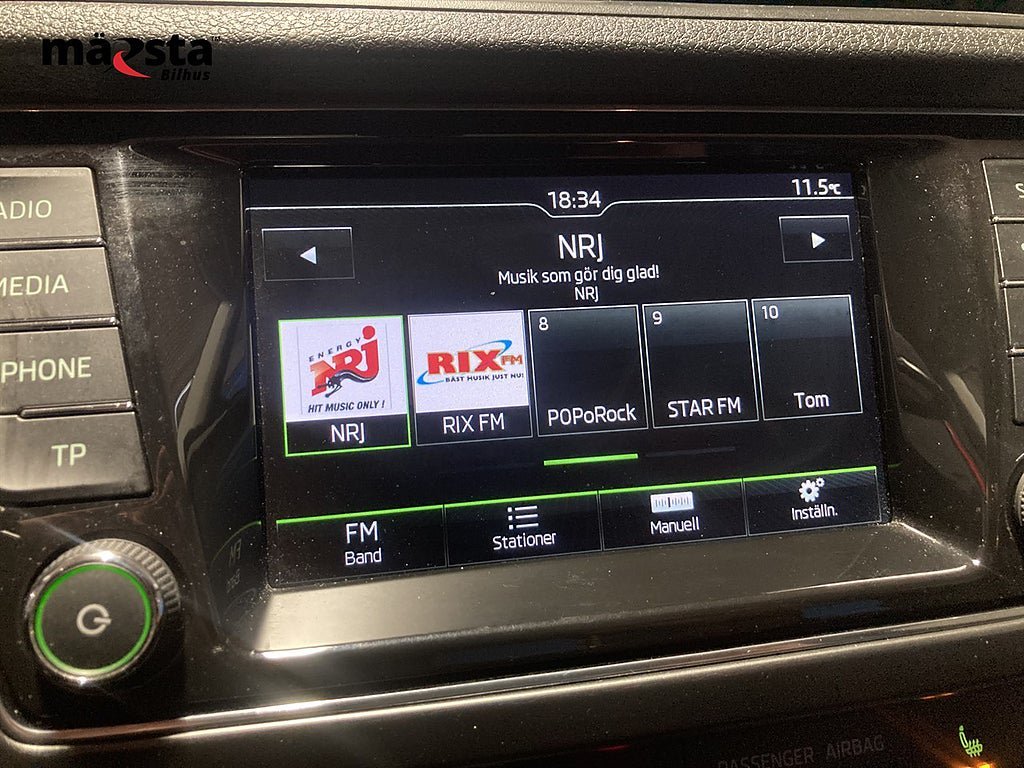 märsta
Bilhus
ADIO
MEDIA
PHONE
TP
18:34
11.5°C
NRJ
Musik som gör dig glad!
NRJ
ENERGY
NRJ
HIT MUSIC ONLY !
NRJ
RIX FM
BÄST MUSIK JUST NU!
RIX FM
8
POPoRock
9
STAR FM
10
Tom
FM
Band
Stationer
Manuell
Inställn.
S
PASSENGER AIRBAG